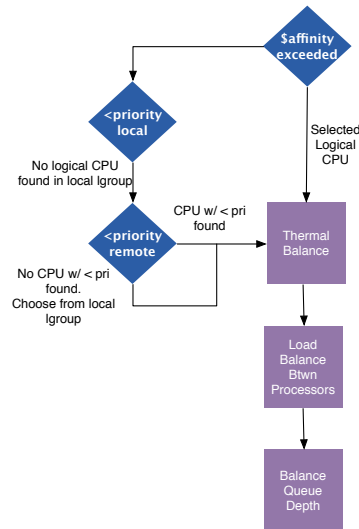 $affinity
exceeded
<priority
local
Selected
Logical
CPU
No logical CPU
found in local lgroup
<priority
remote
CPU w/ < pri
found
Thermal
Balance
No CPU w/ < pri
found.
Choose from local
lgroup
Load
Balance
Btwn
Processors
Balance
Queue
Depth